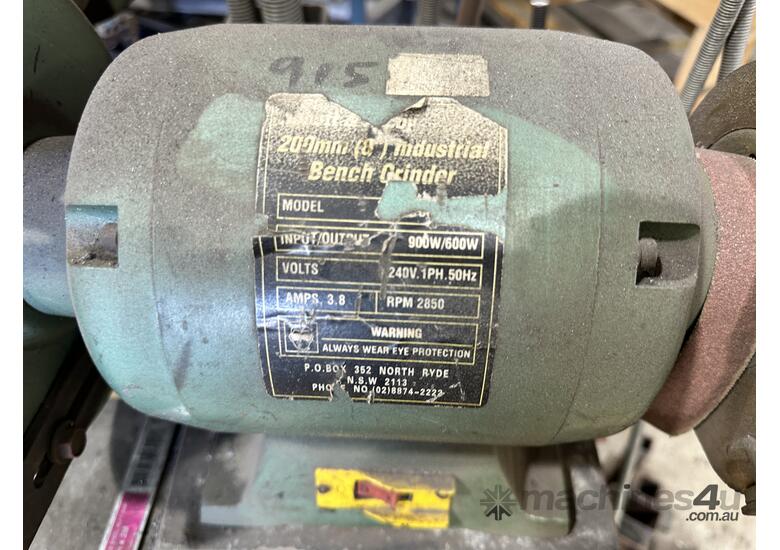 915
200mm (8") Industrial
Bench Grinder
MODEL
INPUT/OUTPUT 900W/600W
VOLTS 240V.1PH.50Hz
AMPS. 3.8 RPM 2850
WARNING
ALWAYS WEAR EYE PROTECTION
P.O.BOX 352 NORTH RYDE
N.S.W 2113
PHONE NO.(02)8874-2222
machines4u
.com.au